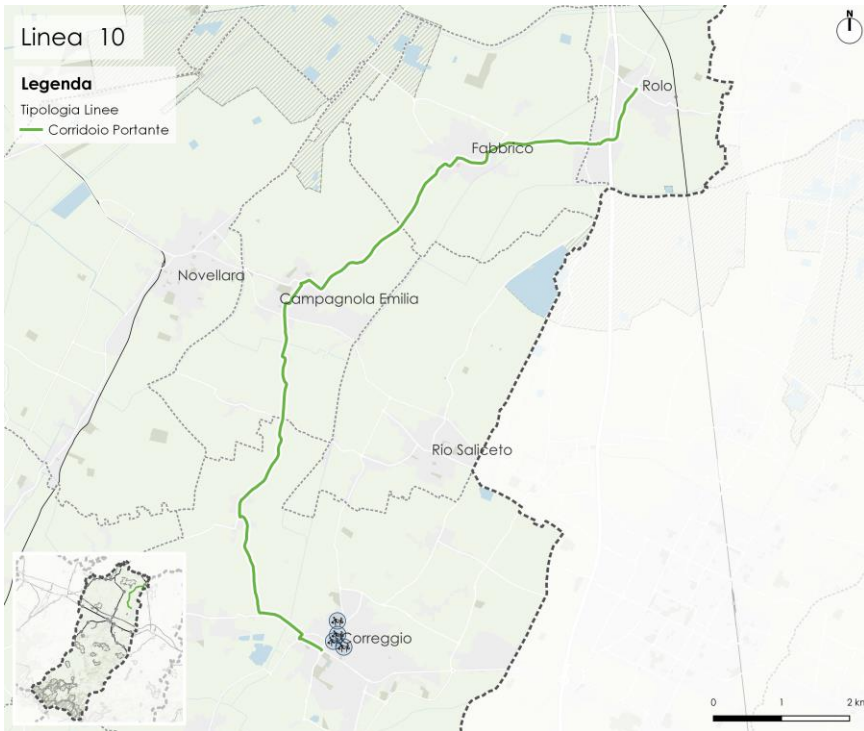 Linea 10
Legenda
Tipologia Linee
Corridoio Portante
N
Rolo
Fabbrico
Novellara
Campagnola Emilia
Rio Saliceto
Correggio
0 1 2 km